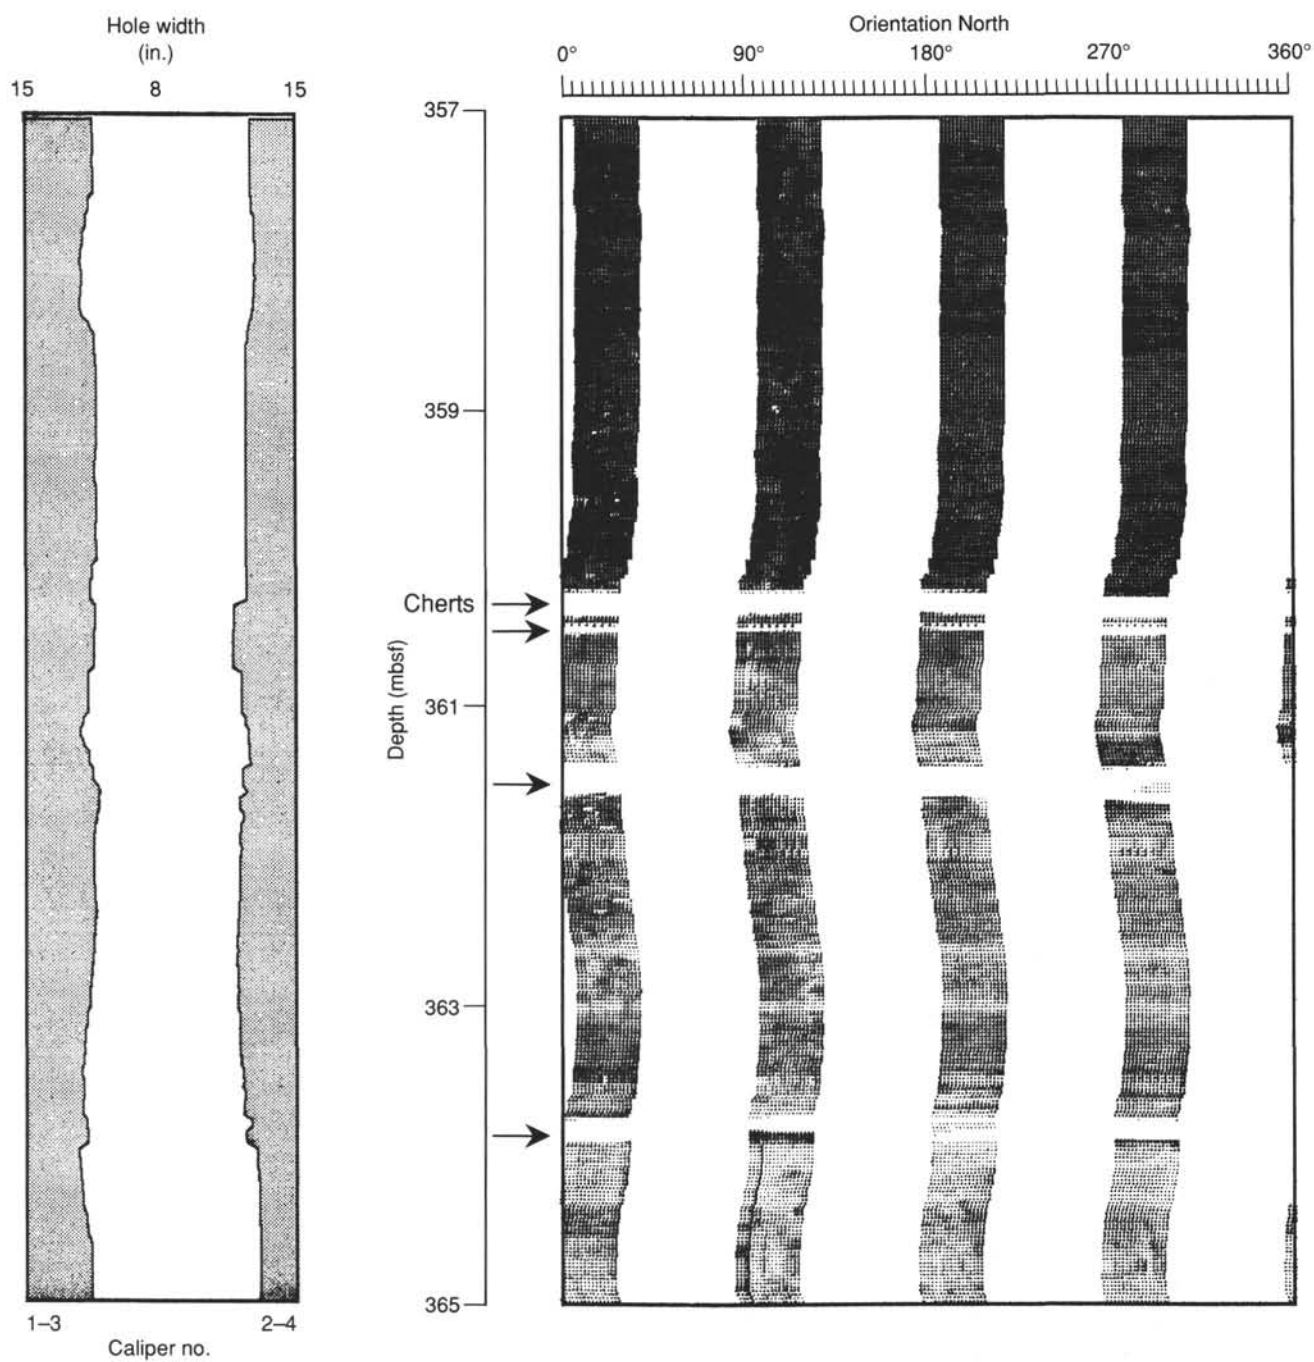 Hole width
(in.)
15 8 15
Orientation North
0° 90° 180° 270° 360°
357
359
Cherts
361
Depth (mbsf)
363
365
1–3 2–4
Caliper no.